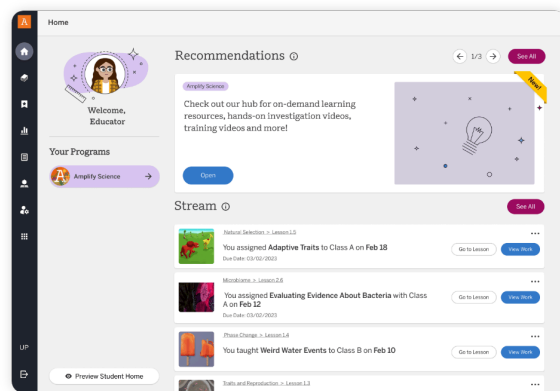 A
Home
Welcome,
Educator
Your Programs
A
Amplify Science
UP
Preview Student Home
Recommendations
1/3
See All
New!
Amplify Science
Check out our hub for on-demand learning
resources, hands-on investigation videos,
training videos and more!
Open
Stream
See All
Natural Selection > Lesson 1.5
You assigned Adaptive Traits to Class A on Feb 18
Due Date: 03/02/2023
Go to Lesson
View Work
Microbiome > Lesson 2.6
You assigned Evaluating Evidence About Bacteria with Class
A on Feb 12
Due Date: 03/02/2023
Go to Lesson
View Work
Phase Change > Lesson 1.4
You taught Weird Water Events to Class B on Feb 10
Go to Lesson
View Work
Traits and Reproduction > Lesson 1.3